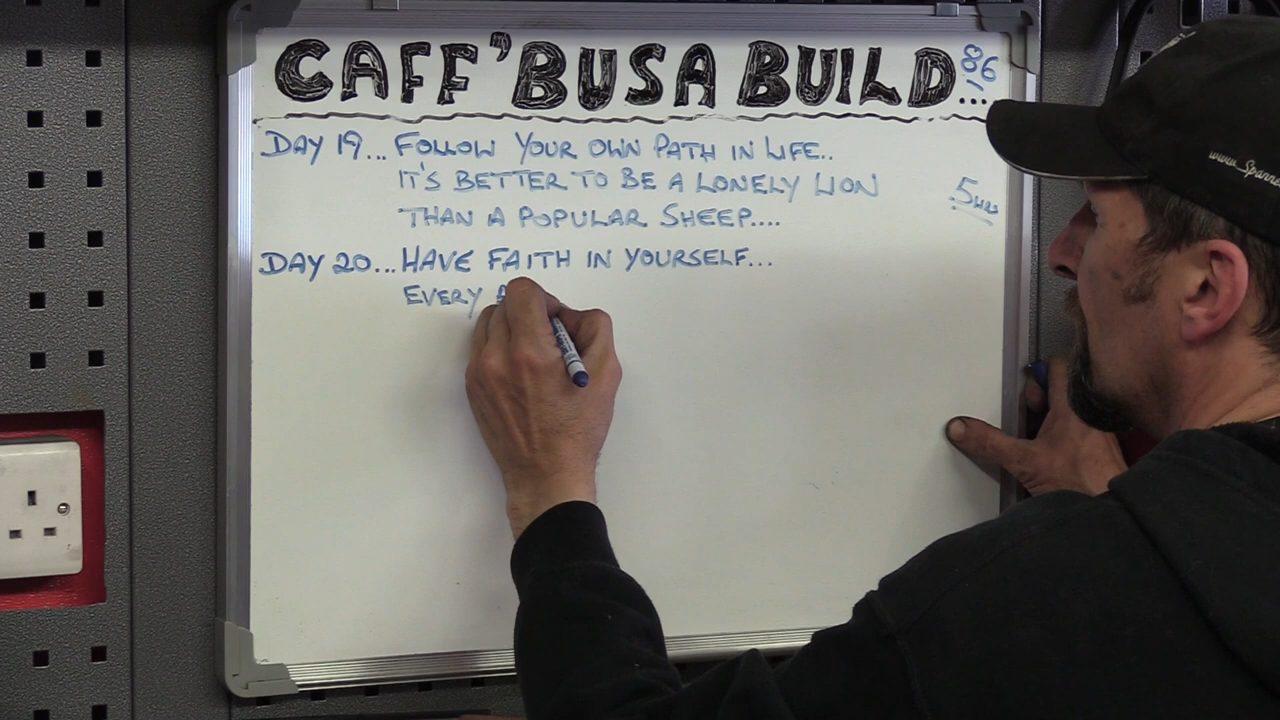 CAFF'BUSA BUILD...
86
DAY 19... FOLLOW YOUR OWN PATH IN LIFE..
IT'S BETTER TO BE A LONELY LION
THAN A POPULAR SHEEP....
5HRS
DAY 20... HAVE FAITH IN YOURSELF...
EVERY